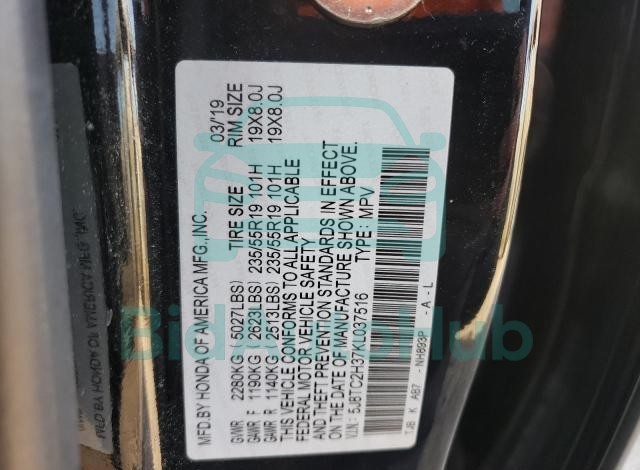 MFD.BY HONDA OF AMERICA MFG.,INC. 03/'19
TIRE SIZE RIM SIZE
GVWR 2280KG ( 5027LBS)
GAWR F 1190KG ( 2623LBS) 235/55R19 101H 19X8.0J
GAWR R 1140KG ( 2513LBS) 235/55R19 101H 19X8.0J
THIS VEHICLE CONFORMS TO ALL APPLICABLE
FEDERAL MOTOR VEHICLE SAFETY
AND THEFT PREVENTION STANDARDS IN EFFECT
ON THE DATE OF MANUFACTURE SHOWN ABOVE.
VIN: 5J8TC2H37KL037516 TYPE: MPV
TJB K A87 -NH893P -A-L
BidAutoHub